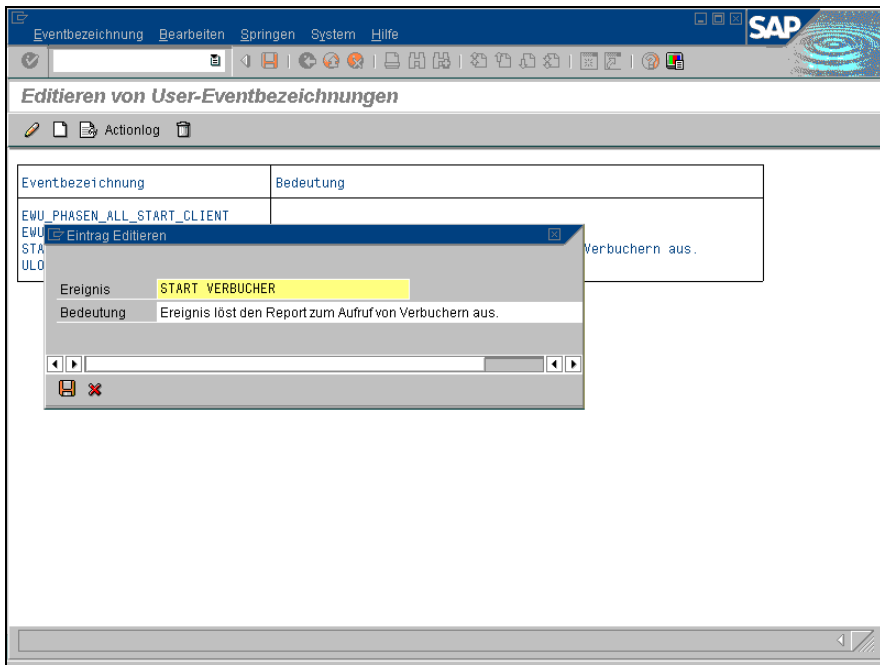 Eventbezeichnung Bearbeiten Springen System Hilfe
SAP
Editieren von User-Eventbezeichnungen
Actionlog
Eventbezeichnung Bedeutung
EWU_PHASEN_ALL_START_CLIENT
EWU
STA Verbuchern aus.
ULO
Eintrag Editieren
Ereignis START VERBUCHER
Bedeutung Ereignis löst den Report zum Aufruf von Verbuchern aus.